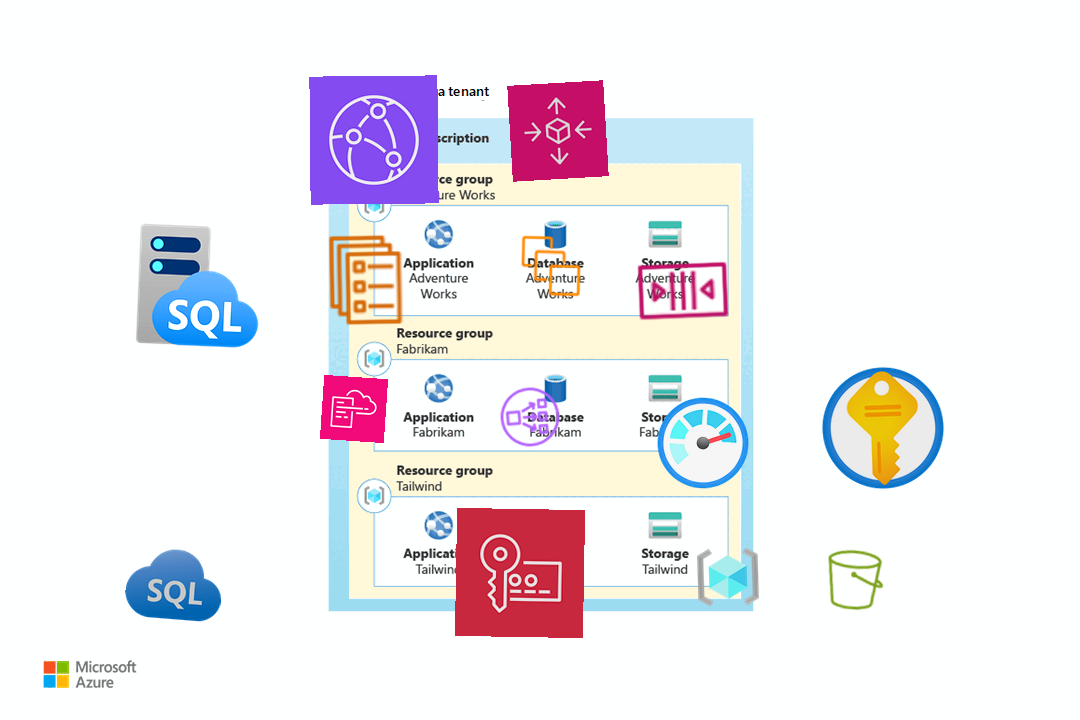 a tenant
scription
ce group
ure Works
Application
Adventure
Works
Database
Adventure
Works
Storage
Adventure
Works
SQL
Resource group
Fabrikam
Application
Fabrikam
Database
Fabrikam
Stor
Fab
Resource group
Tailwind
Applicati
Tailwin
Storage
Tailwind
SQL
Microsoft
Azure